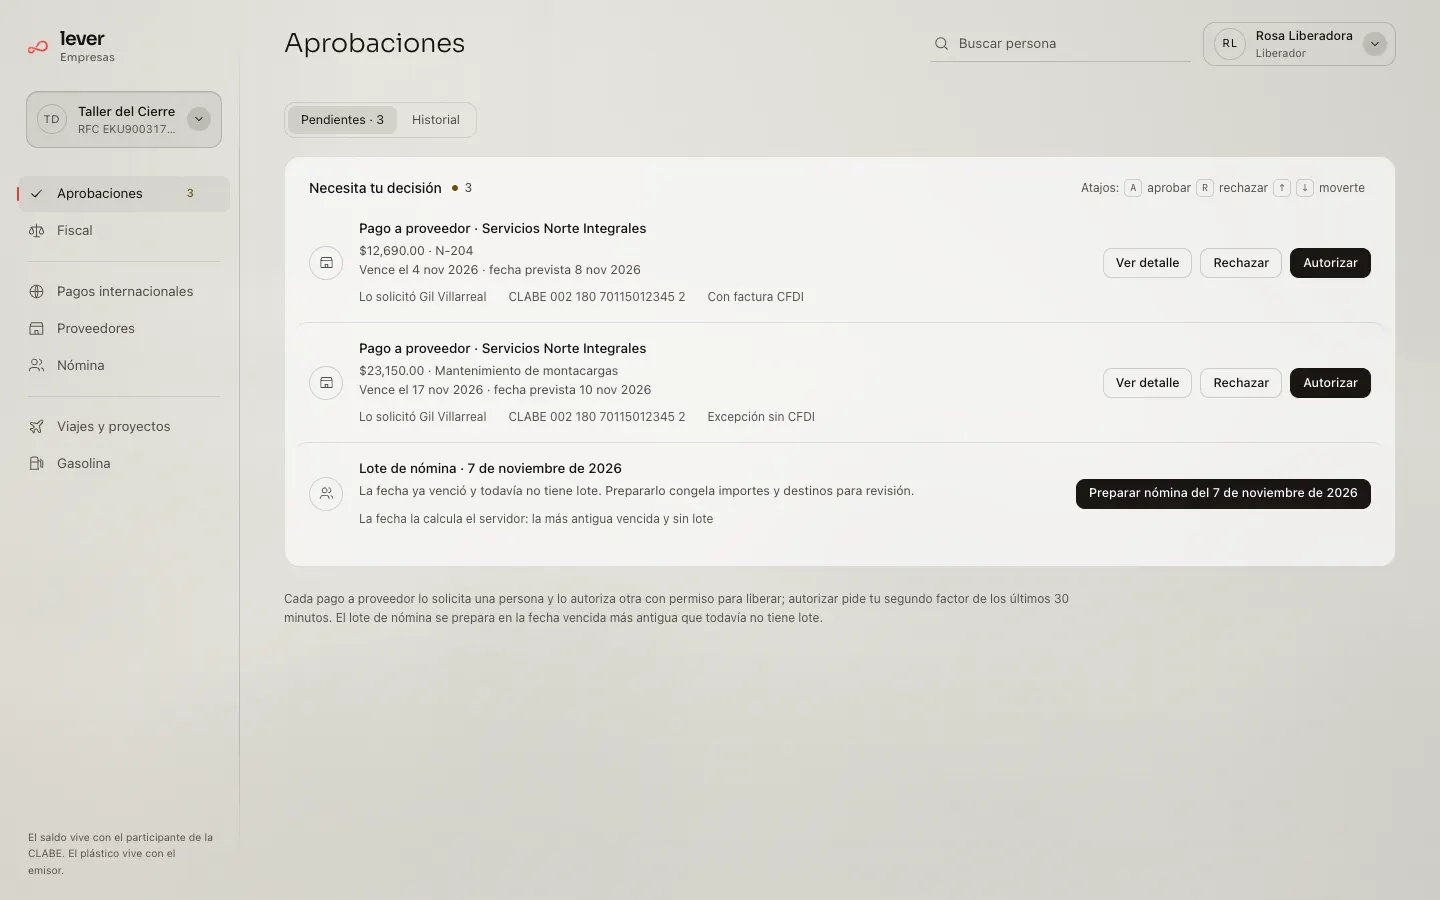 lever
Empresas
TD
Taller del Cierre
RFC EKU900317...
Aprobaciones 3
Fiscal
Pagos internacionales
Proveedores
Nómina
Viajes y proyectos
Gasolina
El saldo vive con el participante de la
CLABE. El plástico vive con el
emisor.
Aprobaciones
Buscar persona
RL
Rosa Liberadora
Liberador
Pendientes · 3
Historial
Necesita tu decisión 3
Atajos: A aprobar R rechazar ↑ ↓ moverte
Pago a proveedor · Servicios Norte Integrales
$12,690.00 · N-204
Vence el 4 nov 2026 · fecha prevista 8 nov 2026
Lo solicitó Gil Villarreal CLABE 002 180 70115012345 2 Con factura CFDI
Ver detalle Rechazar Autorizar
Pago a proveedor · Servicios Norte Integrales
$23,150.00 · Mantenimiento de montacargas
Vence el 17 nov 2026 · fecha prevista 10 nov 2026
Lo solicitó Gil Villarreal CLABE 002 180 70115012345 2 Excepción sin CFDI
Ver detalle Rechazar Autorizar
Lote de nómina · 7 de noviembre de 2026
La fecha ya venció y todavía no tiene lote. Prepararlo congela importes y destinos para revisión.
La fecha la calcula el servidor: la más antigua vencida y sin lote
Preparar nómina del 7 de noviembre de 2026
Cada pago a proveedor lo solicita una persona y lo autoriza otra con permiso para liberar; autorizar pide tu segundo factor de los últimos 30
minutos. El lote de nómina se prepara en la fecha vencida más antigua que todavía no tiene lote.